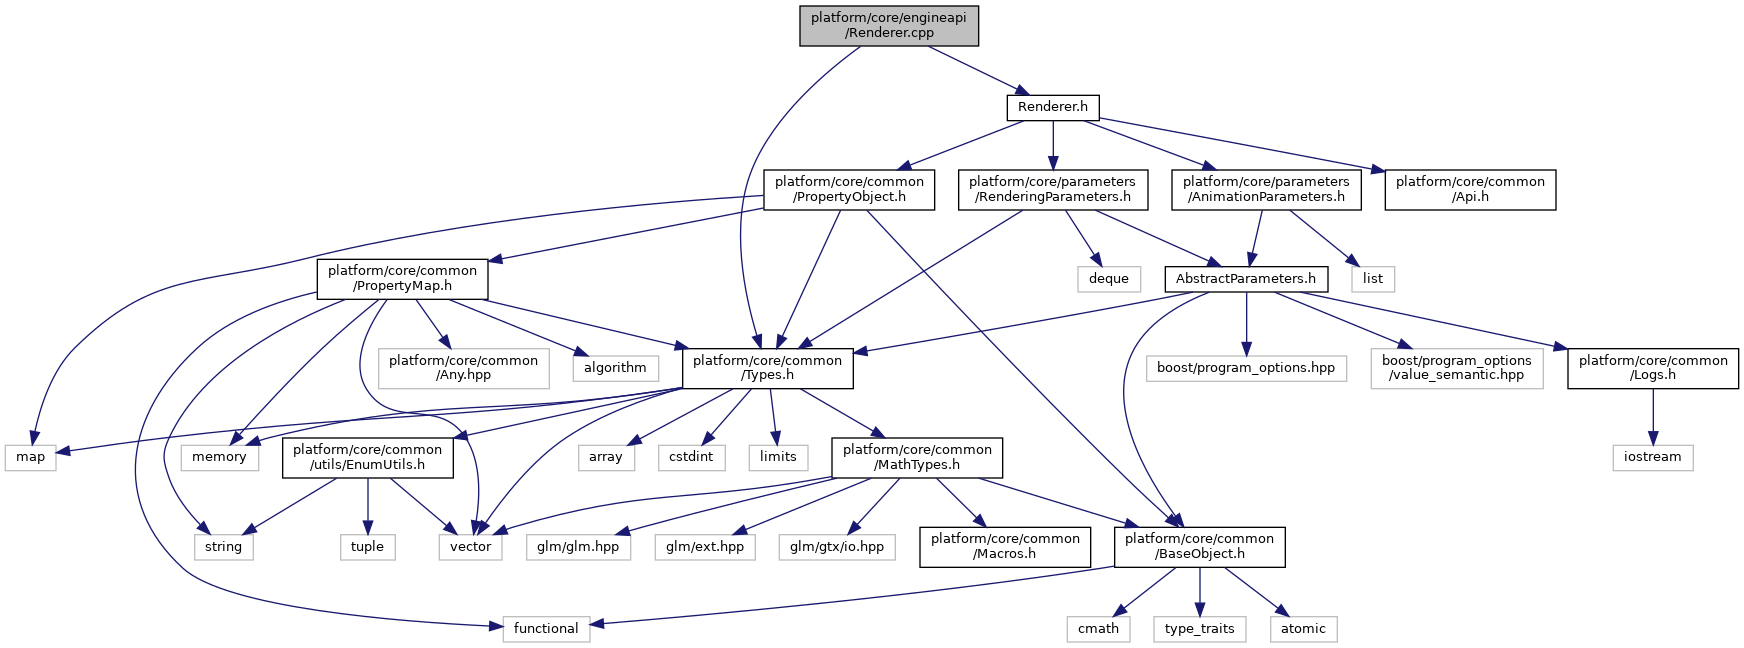 platform/core/engineapi
/Renderer.cpp
Renderer.h
platform/core/common
/PropertyObject.h
platform/core/parameters
/RenderingParameters.h
platform/core/parameters
/AnimationParameters.h
platform/core/common
/Api.h
platform/core/common
/PropertyMap.h
deque
AbstractParameters.h
list
platform/core/common
/Any.hpp
algorithm
platform/core/common
/Types.h
boost/program_options.hpp
boost/program_options
/value_semantic.hpp
platform/core/common
/Logs.h
map
memory
platform/core/common
/utils/EnumUtils.h
array
cstdint
limits
platform/core/common
/MathTypes.h
iostream
string
tuple
vector
glm/glm.hpp
glm/ext.hpp
glm/gtx/io.hpp
platform/core/common
/Macros.h
platform/core/common
/BaseObject.h
functional
cmath
type_traits
atomic